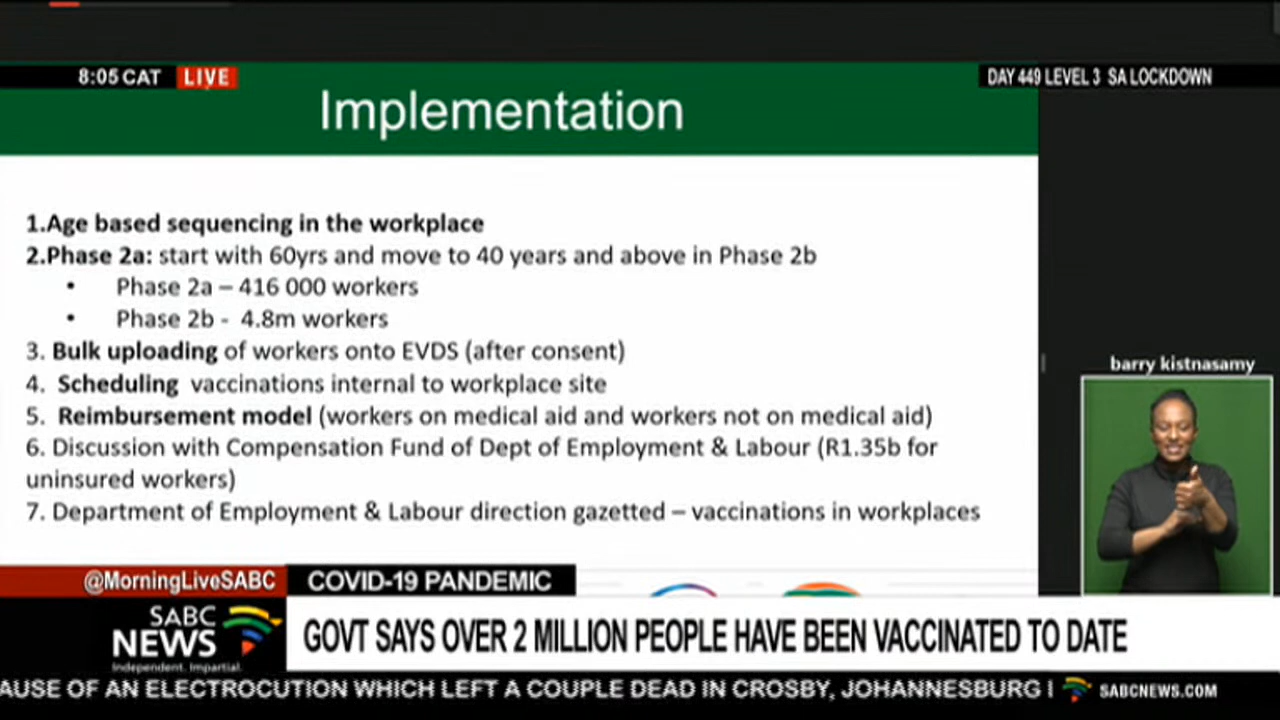 8:05 CAT LIVE
DAY 449 LEVEL 3 SA LOCKDOWN
Implementation
1.Age based sequencing in the workplace
2.Phase 2a: start with 60yrs and move to 40 years and above in Phase 2b
• Phase 2a – 416 000 workers
• Phase 2b - 4.8m workers
3. Bulk uploading of workers onto EVDS (after consent)
4. Scheduling vaccinations internal to workplace site
5. Reimbursement model (workers on medical aid and workers not on medical aid)
6. Discussion with Compensation Fund of Dept of Employment & Labour (R1.35b for
uninsured workers)
7. Department of Employment & Labour direction gazetted – vaccinations in workplaces
barry kistnasamy
@MorningLiveSABC
COVID-19 PANDEMIC
SABC
NEWS
Independent. Impartial.
GOVT SAYS OVER 2 MILLION PEOPLE HAVE BEEN VACCINATED TO DATE
AUSE OF AN ELECTROCUTION WHICH LEFT A COUPLE DEAD IN CROSBY, JOHANNESBURG I
SABCNEWS.COM